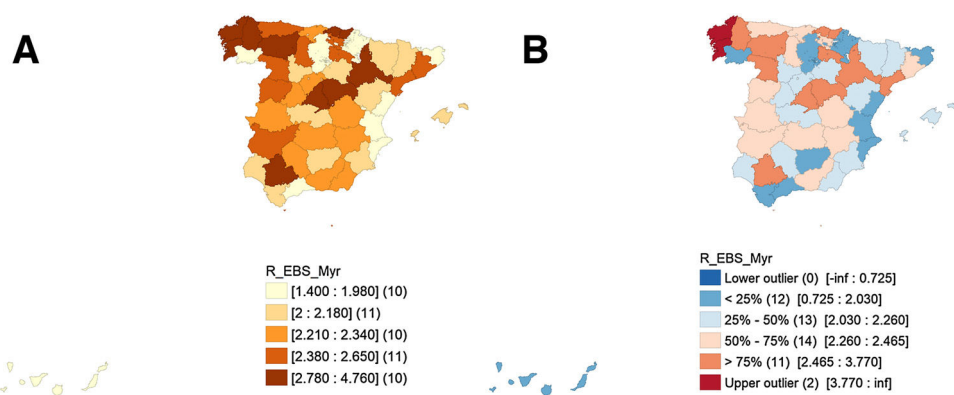 A
B
R_EBS_Myr
[1.400 : 1.980] (10)
[2 : 2.180] (11)
[2.210 : 2.340] (10)
[2.380 : 2.650] (11)
[2.780 : 4.760] (10)
R_EBS_Myr
Lower outlier (0) [-inf : 0.725]
< 25% (12) [0.725 : 2.030]
25% - 50% (13) [2.030 : 2.260]
50% - 75% (14) [2.260 : 2.465]
> 75% (11) [2.465 : 3.770]
Upper outlier (2) [3.770 : inf]